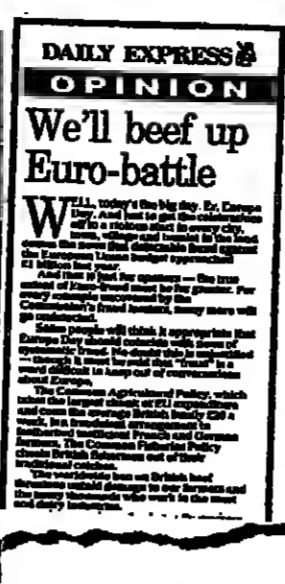 DAILY EXPRESS
OPINION
We'll beef up
Euro-battle
WELL, today's the big day. Er, Europe
Day. And just to get the celebrations
off to a riotous start in every city,
town, village and hamlet in the land
comes the news that detectable fraud against
the European Union budget approached
£1 billion last year.
And that is just for openers — the true
extent of Euro-fraud must be far greater. For
every example uncovered by the
Commission's fraud busters, many more will
go undetected.
Some people will think it appropriate that
Europe Day should coincide with news of
systematic fraud. No doubt this is unjustified
— though it must be said that "fraud" is a
word difficult to keep out of conversations
about Europe.
The Common Agricultural Policy, which
takes the largest chunk of EU expenditure
and costs the average British family £20 a
week, is a fraudulent arrangement to
featherbed inefficient French and German
farmers. The Common Fisheries Policy
cheats British fishermen out of their
traditional catches.
The worldwide ban on British beef
threatens untold damage to our farmers and
the many thousands who work in the meat
and dairy industries.